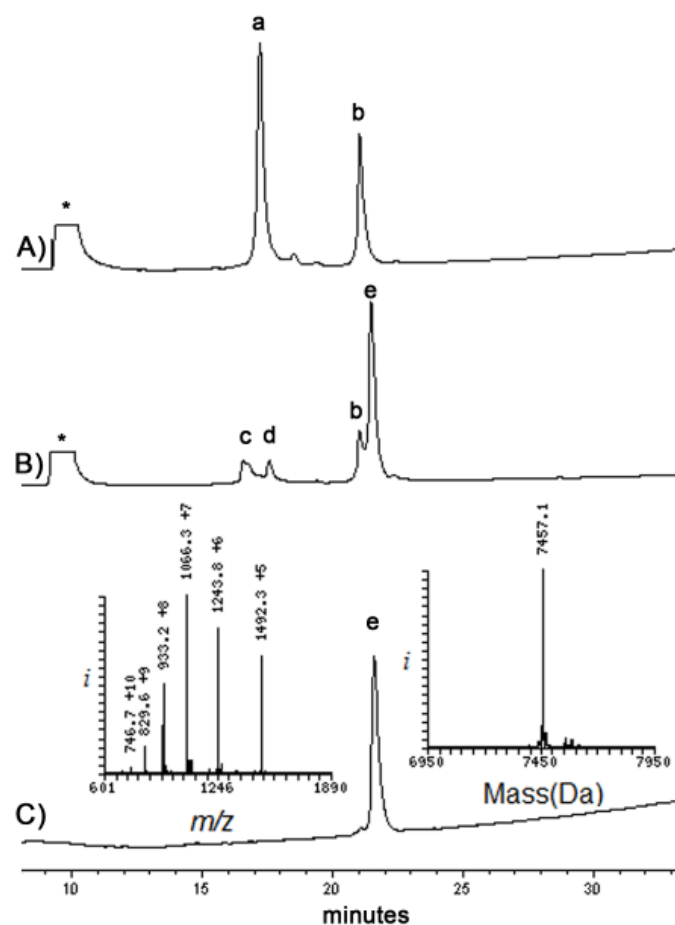 a
b
*
A)
e
b
*
c
d
B)
746.7 +10
829.6 +9
933.2 +8
1066.3 +7
1243.8 +6
1492.3 +5
i
601
1246
1890
m/z
e
7457.1
i
6950
7450
7950
Mass(Da)
C)
10
15
20
25
30
minutes